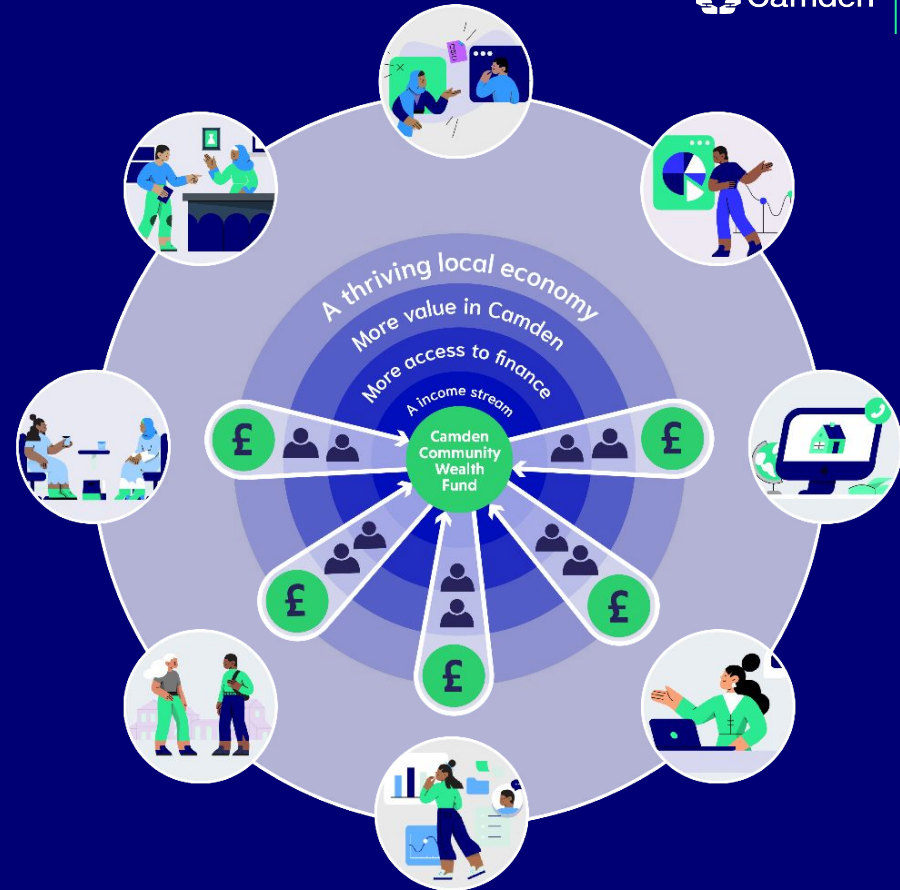 Camden
A thriving local economy
More value in Camden
More access to finance
A income stream
Camden
Community
Wealth
Fund
£
£
£
£
£